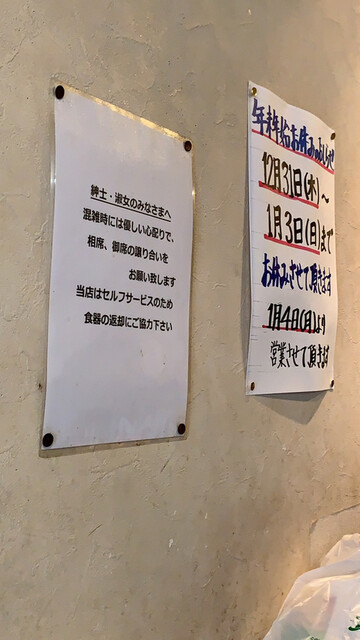 紳士・淑女のみなさまへ
混雑時には優しい心配りで、
相席、御席の譲り合いを
お願い致します
当店はセルフサービスのため
食器の返却にご協力下さい
年末年始お休みのお知らせ
12月31日(木)～
1月3日(日)まで
お休みさせて頂きます
1月4日(月)より
営業させて頂きます